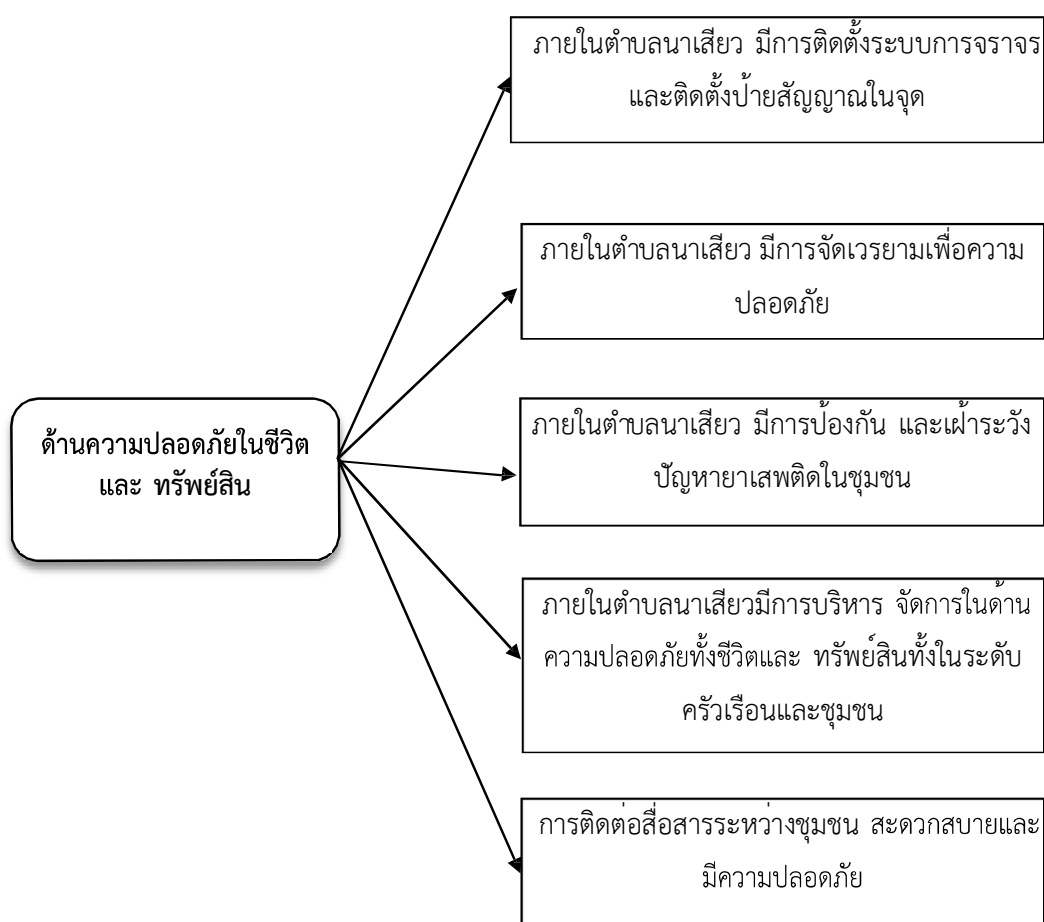 ภายในตำบลนาเสียว มีการติดตั้งระบบการจราจร
และติดตั้งป้ายสัญญาณในจุด
ภายในตำบลนาเสียว มีการจัดเวรยามเพื่อความ
ปลอดภัย
ด้านความปลอดภัยในชีวิต
และ ทรัพย์สิน
ภายในตำบลนาเสียว มีการป้องกัน และเฝ้าระวัง
ปัญหายาเสพติดในชุมชน
ภายในตำบลนาเสียวมีการบริหาร จัดการในด้าน
ความปลอดภัยทั้งชีวิตและ ทรัพย์สินทั้งในระดับ
ครัวเรือนและชุมชน
การติดต่อสื่อสารระหว่างชุมชน สะดวกสบายและ
มีความปลอดภัย